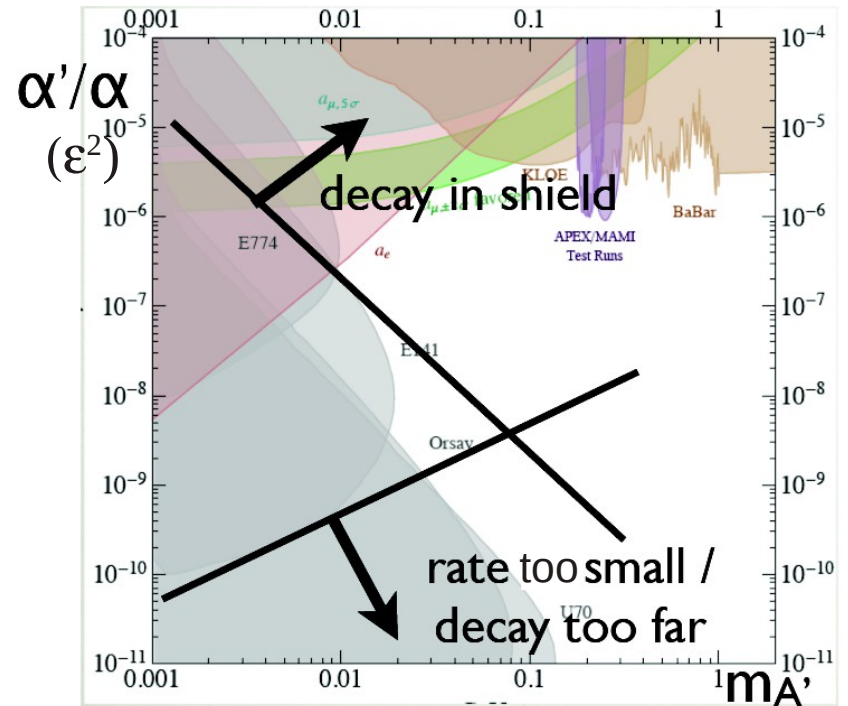 0.001 0.01 0.1 1
10⁻⁴ 10⁻⁴
α'/α
(ε²)
a_μ,5σ
10⁻⁵ 10⁻⁵
KLOE
decay in shield
BaBar
10⁻⁶ 10⁻⁶
E774
APEX/MAMI
Test Runs
a_e
10⁻⁷ 10⁻⁷
E141
10⁻⁸ 10⁻⁸
Orsay
10⁻⁹ 10⁻⁹
10⁻¹⁰ 10⁻¹⁰
rate too small /
U70
decay too far
10⁻¹¹ 10⁻¹¹
0.001 0.01 0.1 1
m_A'